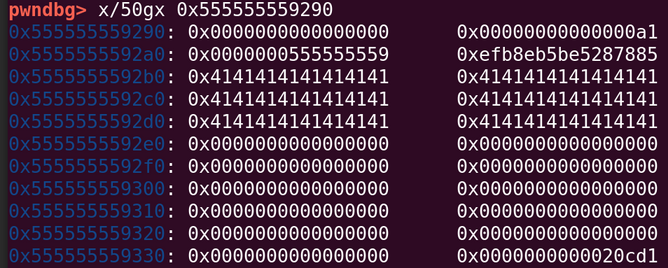 pwndbg> x/50gx 0x555555559290
0x555555559290: 0x0000000000000000 0x00000000000000a1
0x5555555592a0: 0x0000000555555559 0xefb8eb5be5287885
0x5555555592b0: 0x4141414141414141 0x4141414141414141
0x5555555592c0: 0x4141414141414141 0x4141414141414141
0x5555555592d0: 0x4141414141414141 0x4141414141414141
0x5555555592e0: 0x0000000000000000 0x0000000000000000
0x5555555592f0: 0x0000000000000000 0x0000000000000000
0x555555559300: 0x0000000000000000 0x0000000000000000
0x555555559310: 0x0000000000000000 0x0000000000000000
0x555555559320: 0x0000000000000000 0x0000000000000000
0x555555559330: 0x0000000000000000 0x0000000000020cd1